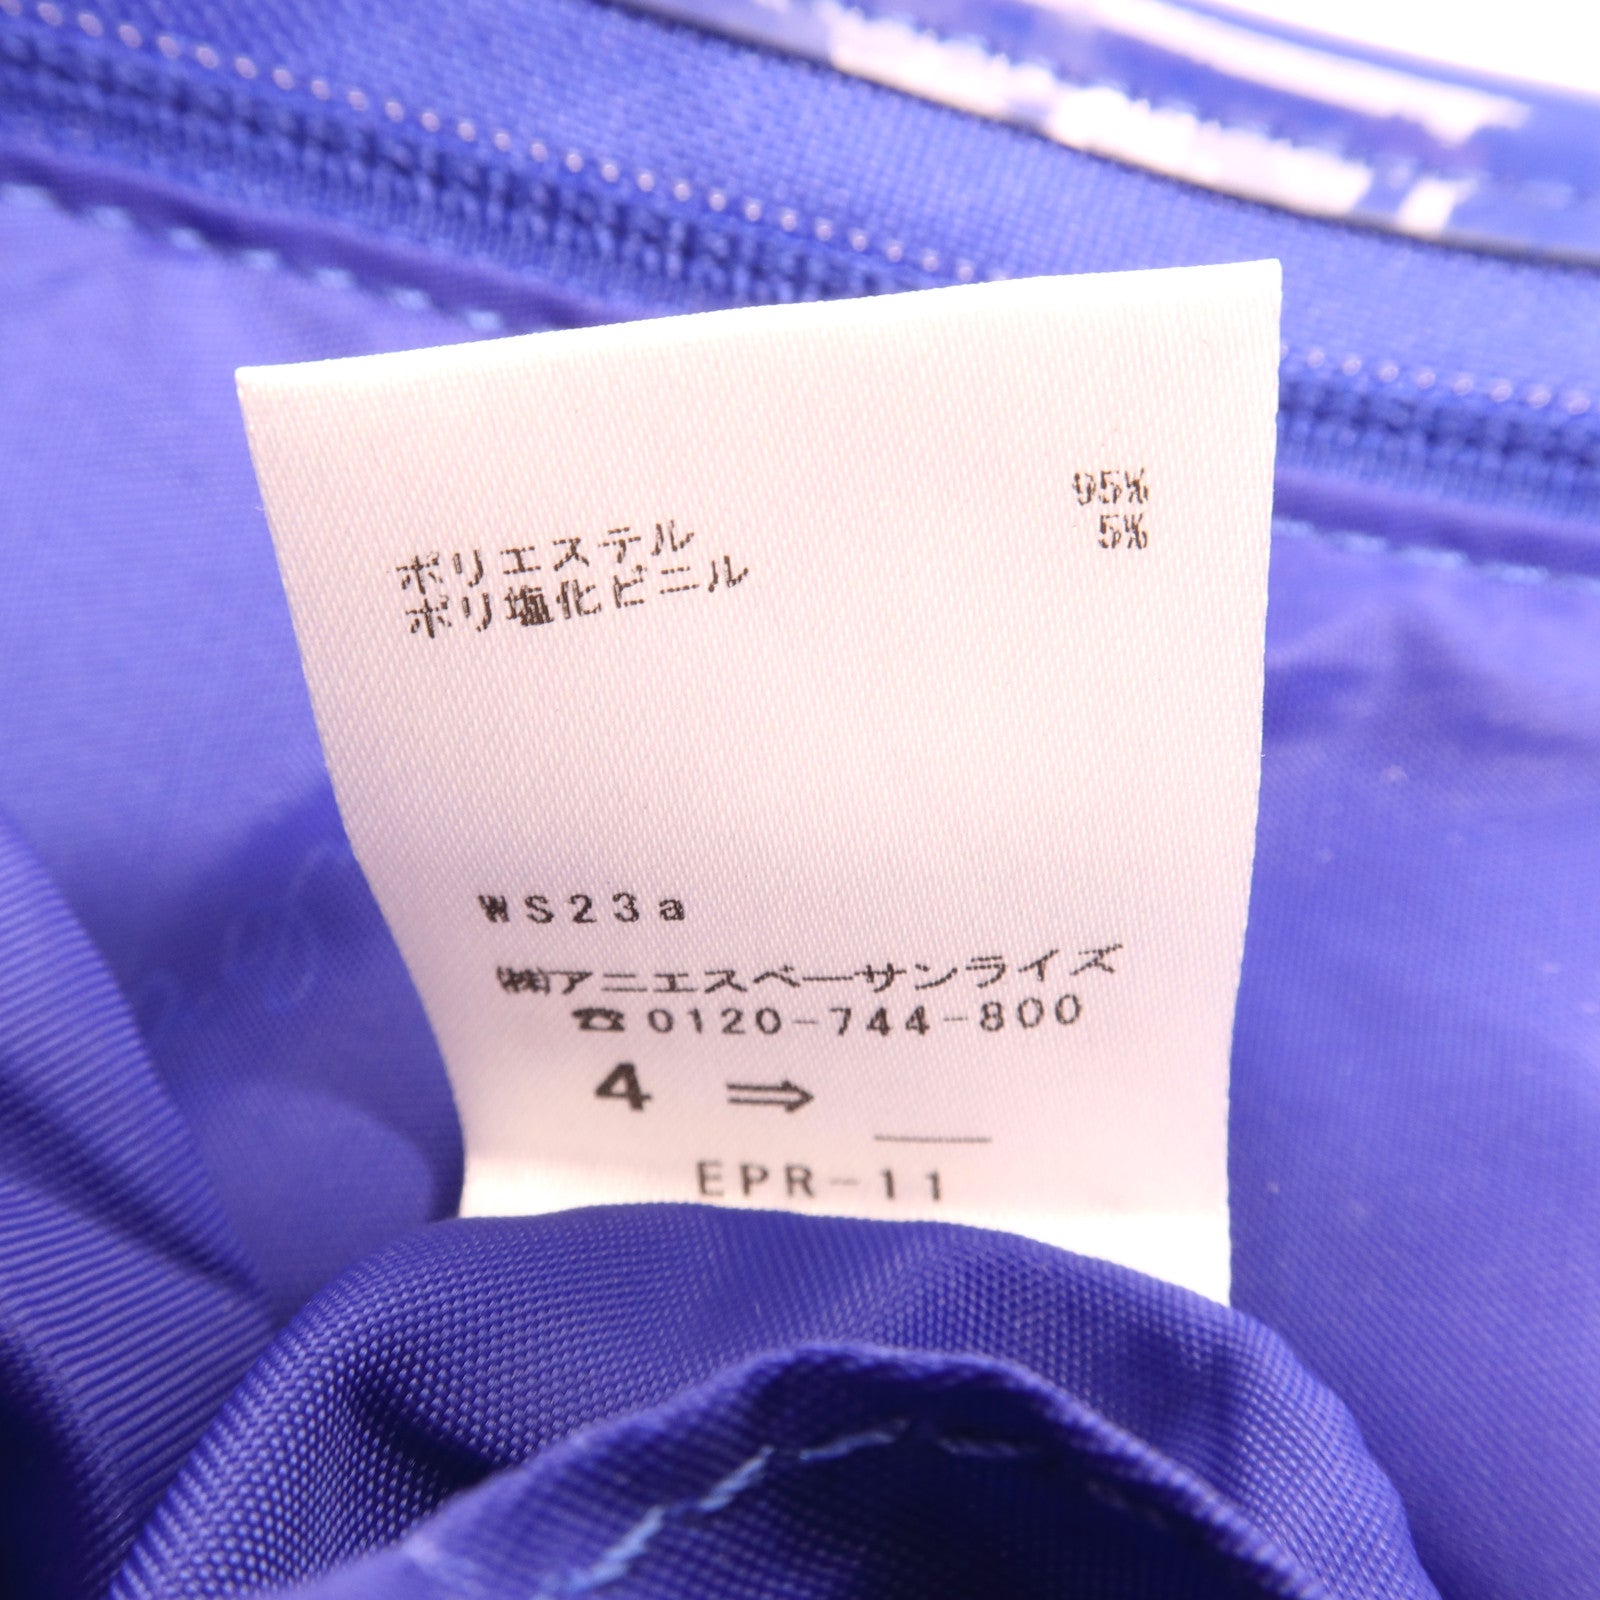 ポリエステル 95%
ポリ塩化ビニル 5%
WS23a
㈱アニエスベーサンライズ
☎0120-744-800
4 ⇒ __
EPR-11